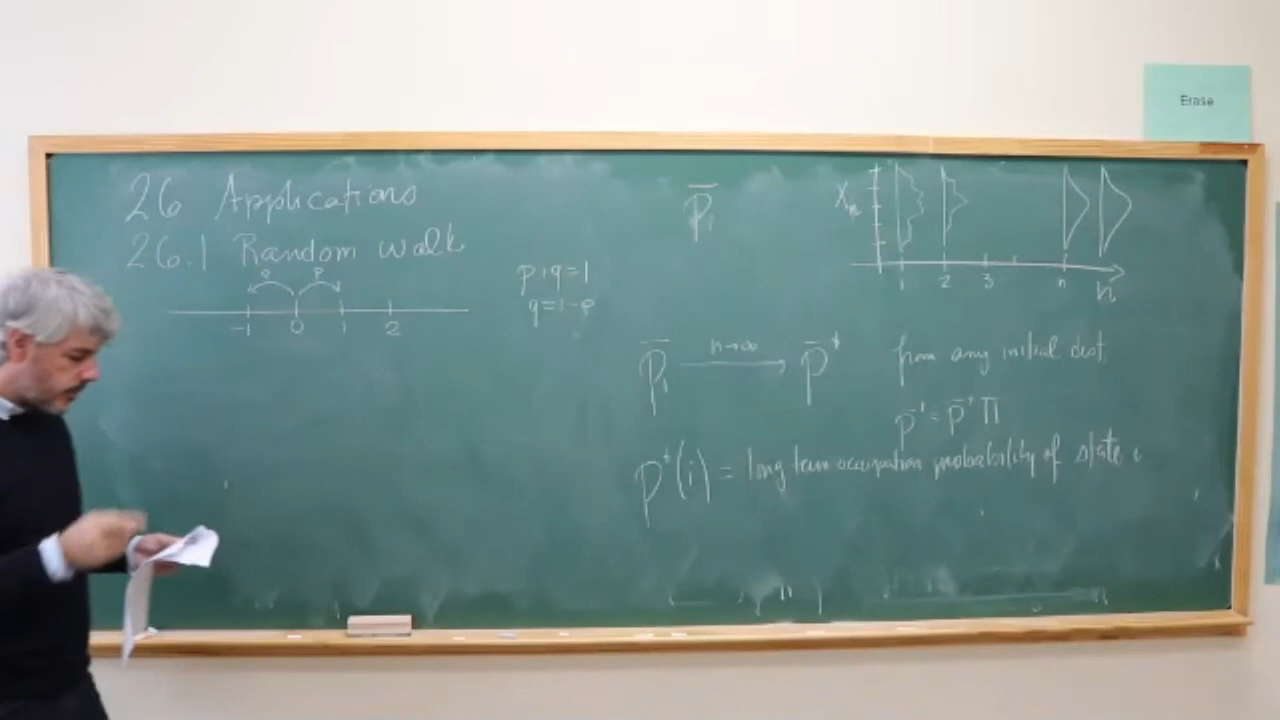 Erase
26 Applications
26.1 Random walk
q p
-1 0 1 2
p+q=1
q=1-p
p̄₁
Xₙ
1 2 3 n n
p̄₁ n→∞ p̄* from any initial dist.
p̄* = p̄* Π
p*(i) = long term occupation probability of state i